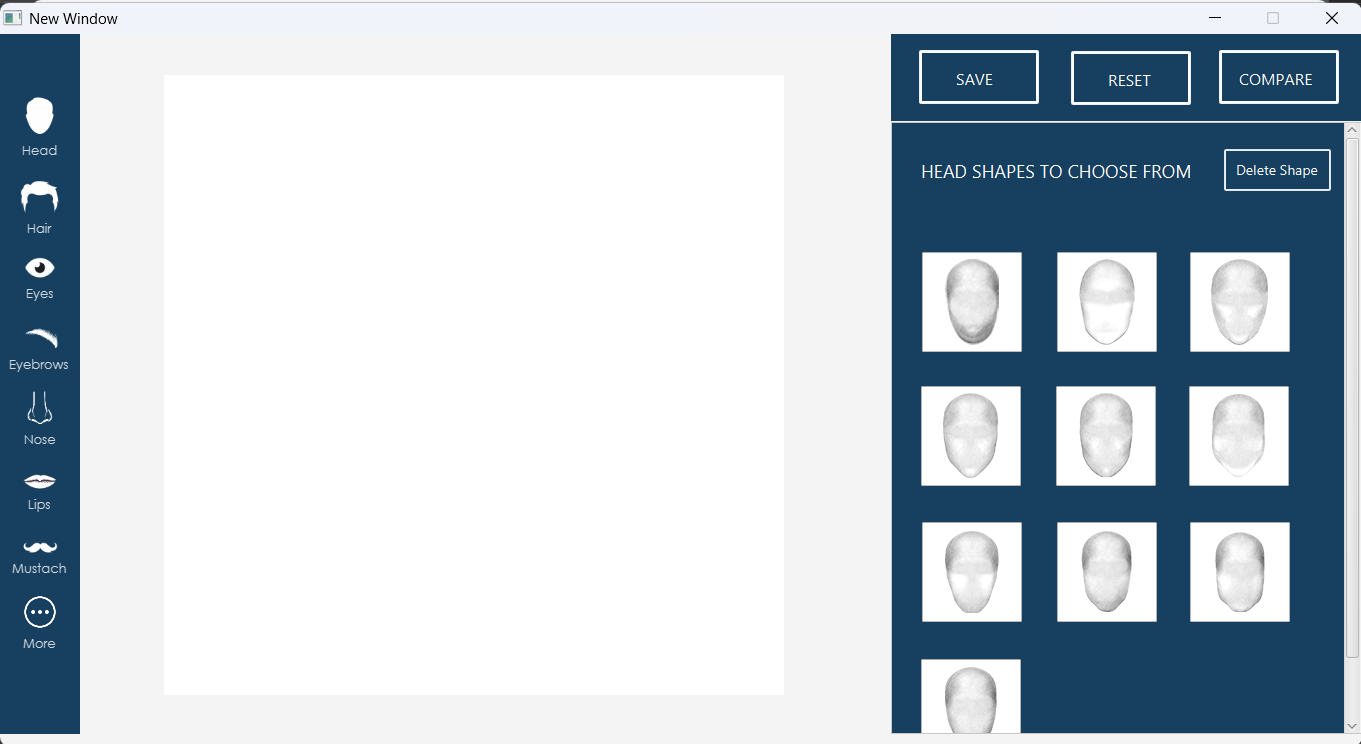 New Window
Head
Hair
Eyes
Eyebrows
Nose
Lips
Mustach
More
SAVE
RESET
COMPARE
HEAD SHAPES TO CHOOSE FROM
Delete Shape